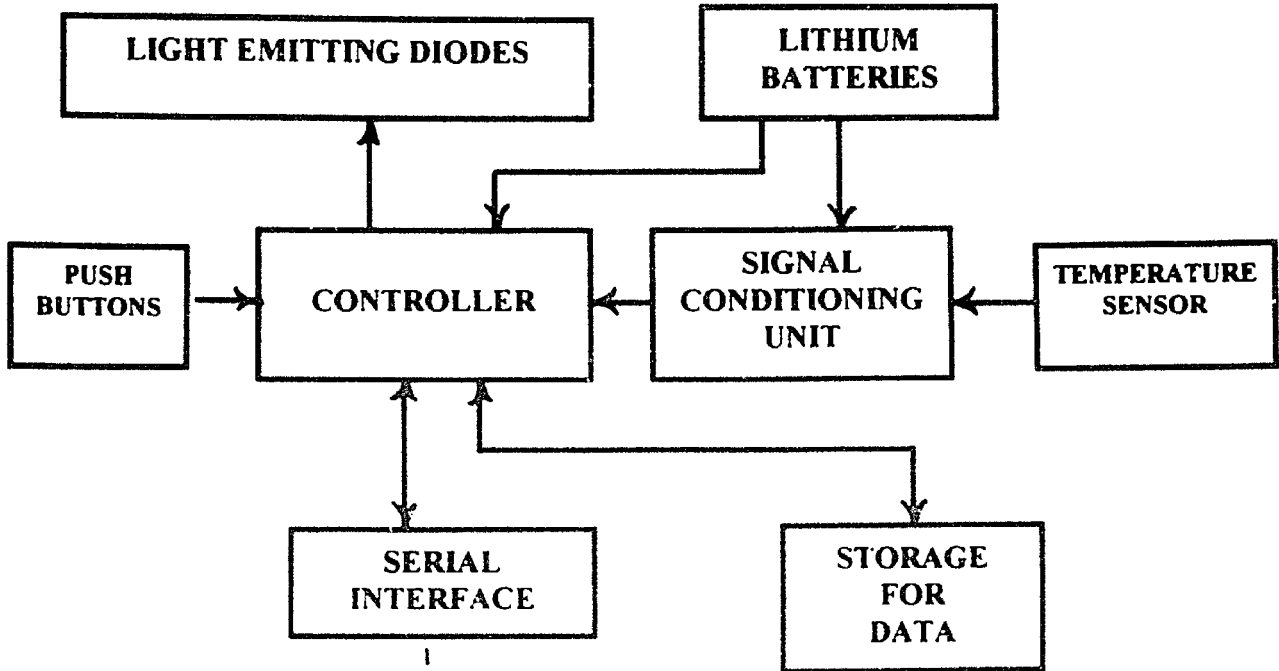 LIGHT EMITTING DIODES
LITHIUM
BATTERIES
PUSH
BUTTONS
CONTROLLER
SIGNAL
CONDITIONING
UNIT
TEMPERATURE
SENSOR
SERIAL
INTERFACE
STORAGE
FOR
DATA